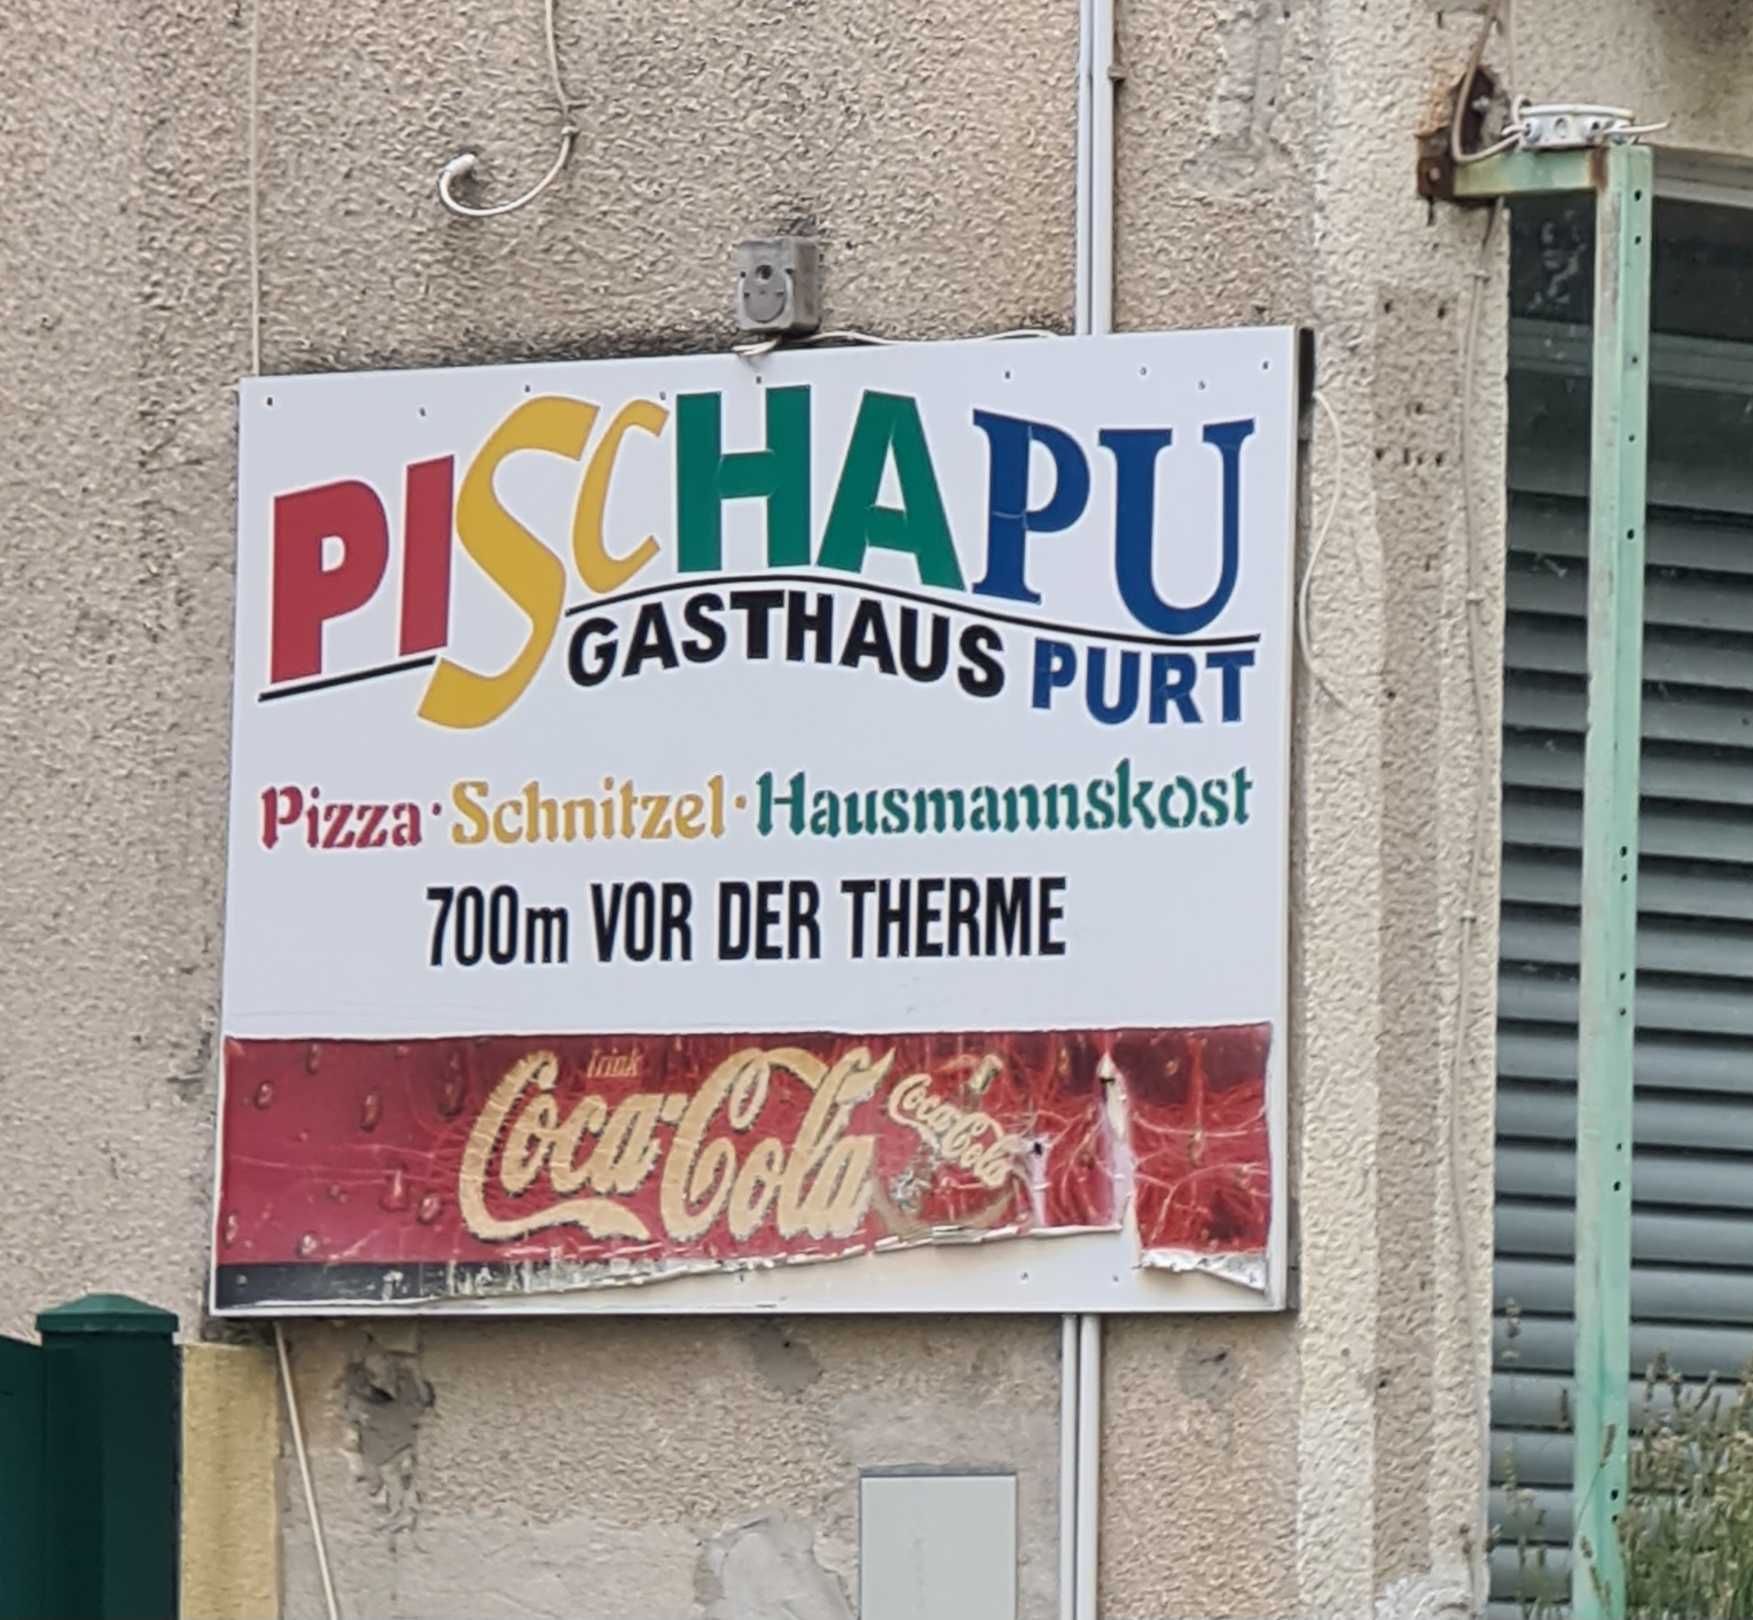 PISCHAPU
GASTHAUS PURT
Pizza·Schnitzel·Hausmannskost
700m VOR DER THERME
Trink
Coca-Cola
Coca-Cola